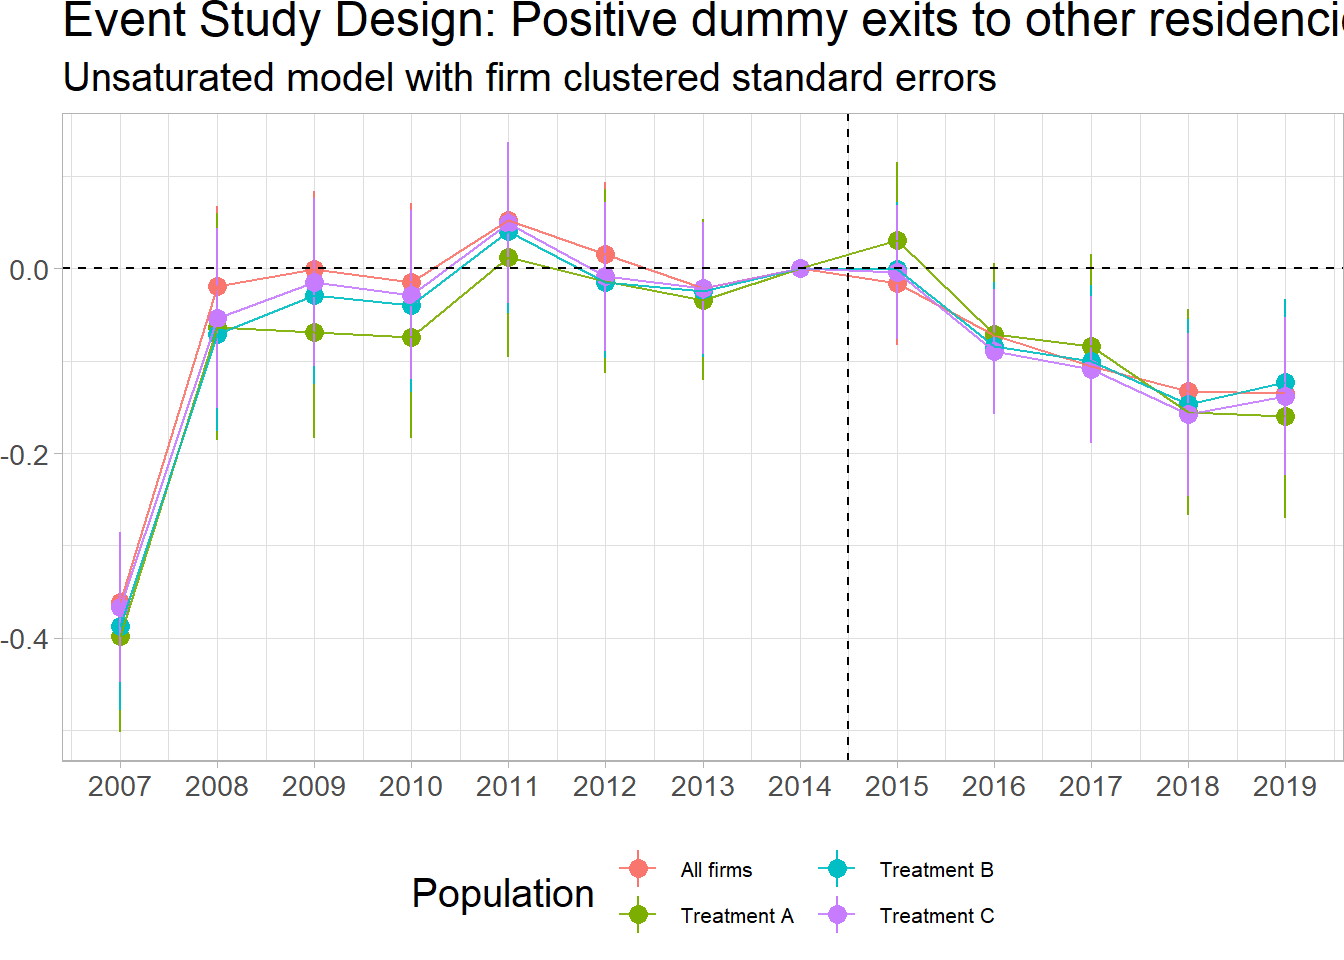 Event Study Design: Positive dummy exits to other residenci
Unsaturated model with firm clustered standard errors
0.0
-0.2
-0.4
2007 2008 2009 2010 2011 2012 2013 2014 2015 2016 2017 2018 2019
Population
All firms
Treatment A
Treatment B
Treatment C